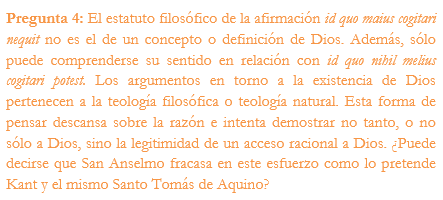 Pregunta 4: El estatuto filosófico de la afirmación id quo maius cogitari
nequit no es el de un concepto o definición de Dios. Además, sólo
puede comprenderse su sentido en relación con id quo nihil melius
cogitari potest. Los argumentos en torno a la existencia de Dios
pertenecen a la teología filosófica o teología natural. Esta forma de
pensar descansa sobre la razón e intenta demostrar no tanto, o no
sólo a Dios, sino la legitimidad de un acceso racional a Dios. ¿Puede
decirse que San Anselmo fracasa en este esfuerzo como lo pretende
Kant y el mismo Santo Tomás de Aquino?